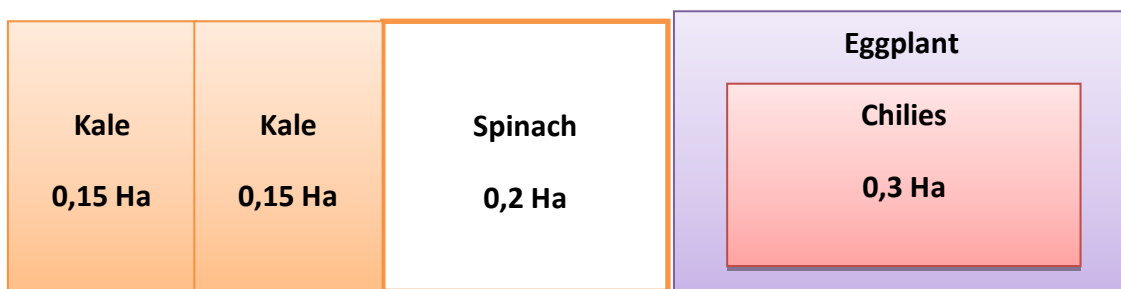 Kale
0,15 Ha
Kale
0,15 Ha
Spinach
0,2 Ha
Eggplant
Chilies
0,3 Ha